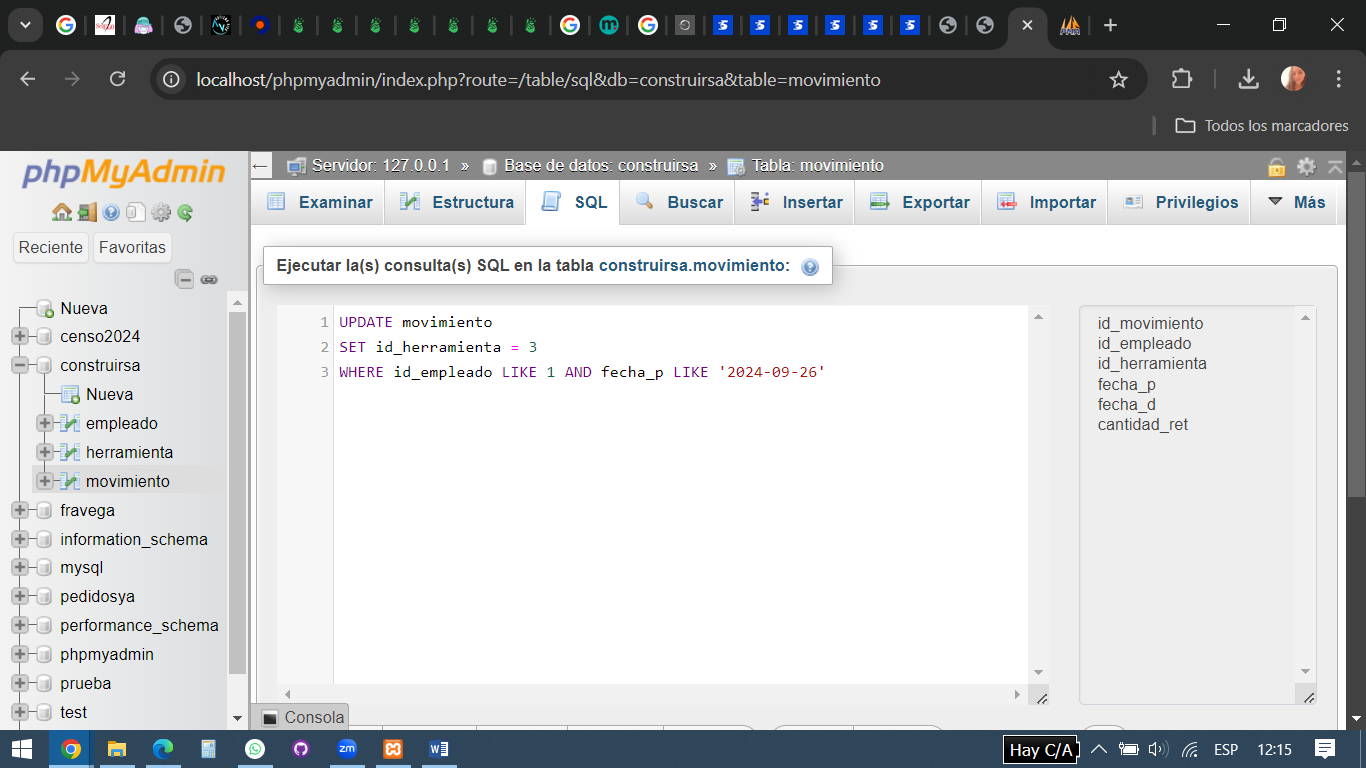 localhost/phpmyadmin/index.php?route=/table/sql&db=construirsa&table=movimiento
Todos los marcadores
phpMyAdmin
Reciente
Favoritas
Nueva
censo2024
construirsa
Nueva
empleado
herramienta
movimiento
fravega
information_schema
mysql
pedidosya
performance_schema
phpmyadmin
prueba
test
Servidor: 127.0.0.1 » Base de datos: construirsa » Tabla: movimiento
Examinar Estructura SQL Buscar Insertar Exportar Importar Privilegios Más
Ejecutar la(s) consulta(s) SQL en la tabla construirsa.movimiento:
1 UPDATE movimiento
2 SET id_herramienta = 3
3 WHERE id_empleado LIKE 1 AND fecha_p LIKE '2024-09-26'
id_movimiento
id_empleado
id_herramienta
fecha_p
fecha_d
cantidad_ret
Consola
zm
Hay C/A
ESP
12:15